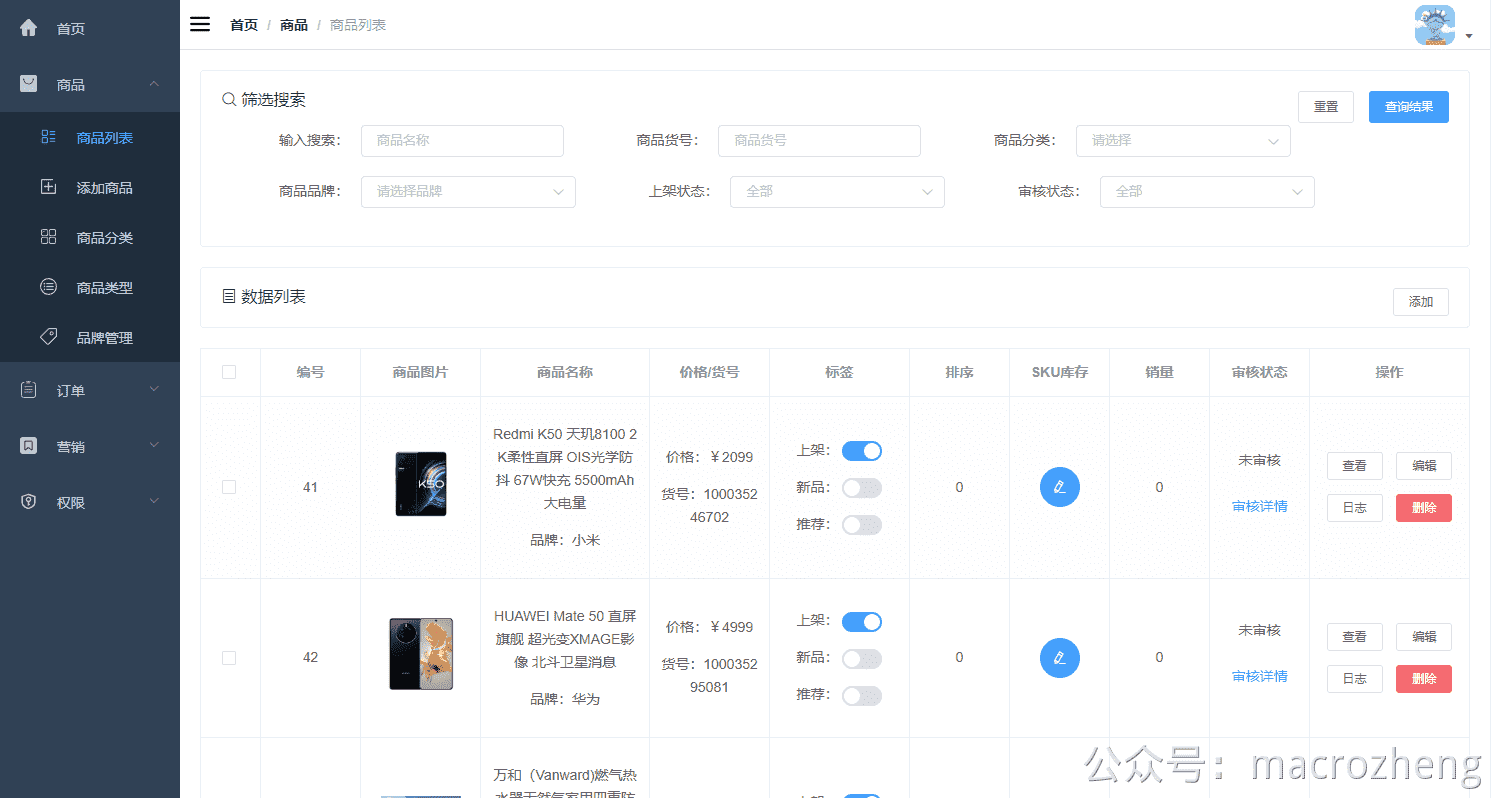 首页
商品
商品列表
添加商品
商品分类
商品类型
品牌管理
订单
营销
权限
首页 / 商品 / 商品列表
筛选搜索
重置 查询结果
输入搜索： 商品名称 商品货号： 商品货号 商品分类： 请选择
商品品牌： 请选择品牌 上架状态： 全部 审核状态： 全部
数据列表
添加
编号 商品图片 商品名称 价格/货号 标签 排序 SKU库存 销量 审核状态 操作
41
K50
Redmi K50 天玑8100 2
K柔性直屏 OIS光学防
抖 67W快充 5500mAh
大电量
品牌：小米
价格：￥2099
货号：1000352
46702
上架：
新品：
推荐：
0
0
未审核
审核详情
查看 编辑
日志 删除
42
HUAWEI Mate 50 直屏
旗舰 超光变XMAGE影
像 北斗卫星消息
品牌：华为
价格：￥4999
货号：1000352
95081
上架：
新品：
推荐：
0
0
未审核
审核详情
查看 编辑
日志 删除
万和（Vanward)燃气热
公众号：macrozheng